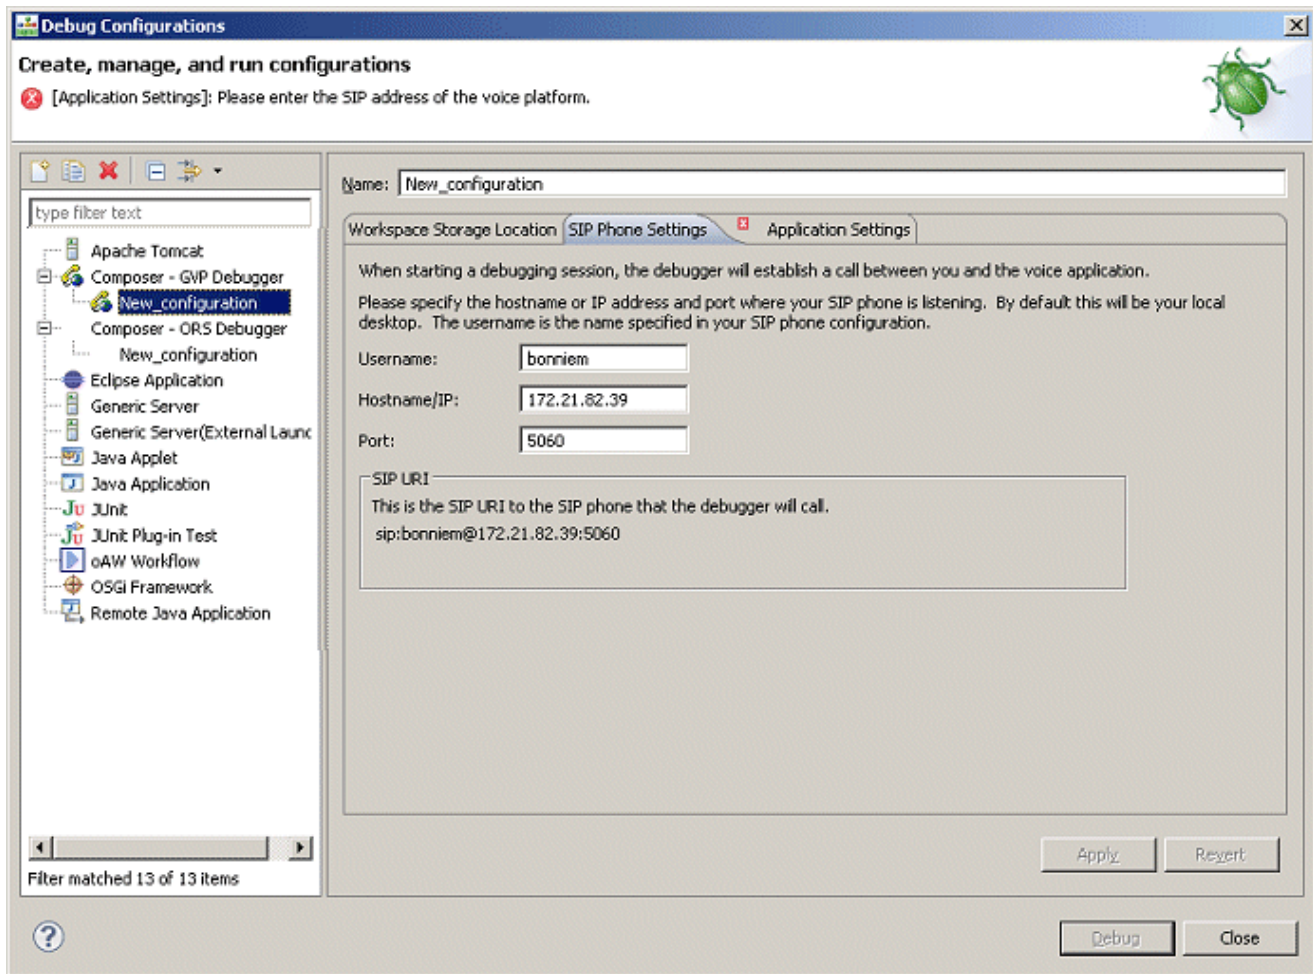 Debug Configurations
Create, manage, and run configurations
[Application Settings]: Please enter the SIP address of the voice platform.
type filter text
Apache Tomcat
Composer - GVP Debugger
New_configuration
Composer - ORS Debugger
New_configuration
Eclipse Application
Generic Server
Generic Server(External Launc
Java Applet
Java Application
Ju JUnit
Ju JUnit Plug-in Test
oAW Workflow
OSGi Framework
Remote Java Application
Filter matched 13 of 13 items
Name: New_configuration
Workspace Storage Location SIP Phone Settings Application Settings
When starting a debugging session, the debugger will establish a call between you and the voice application.
Please specify the hostname or IP address and port where your SIP phone is listening. By default this will be your local
desktop. The username is the name specified in your SIP phone configuration.
Username: bonniem
Hostname/IP: 172.21.82.39
Port: 5060
SIP URI
This is the SIP URI to the SIP phone that the debugger will call.
sip:bonniem@172.21.82.39:5060
Apply Revert
? Debug Close